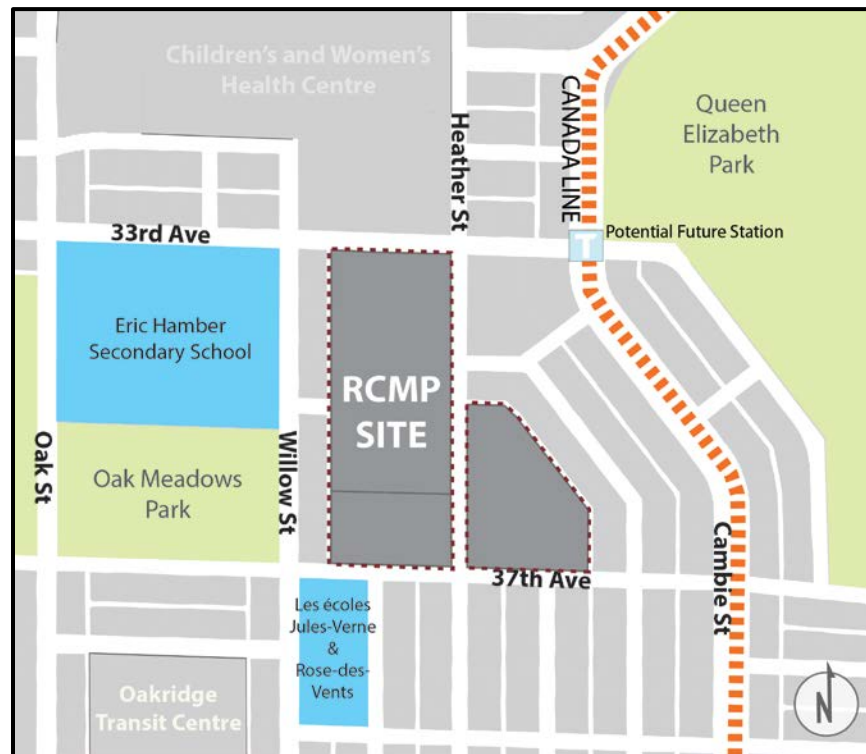 Children's and Women's
Health Centre
CANADA LINE
Queen
Elizabeth
Park
Heather St
33rd Ave
T
Potential Future Station
Eric Hamber
Secondary School
RCMP
SITE
Oak St
Willow St
Oak Meadows
Park
Cambie St
37th Ave
Les écoles
Jules-Verne
&
Rose-des-
Vents
Oakridge
Transit Centre
N